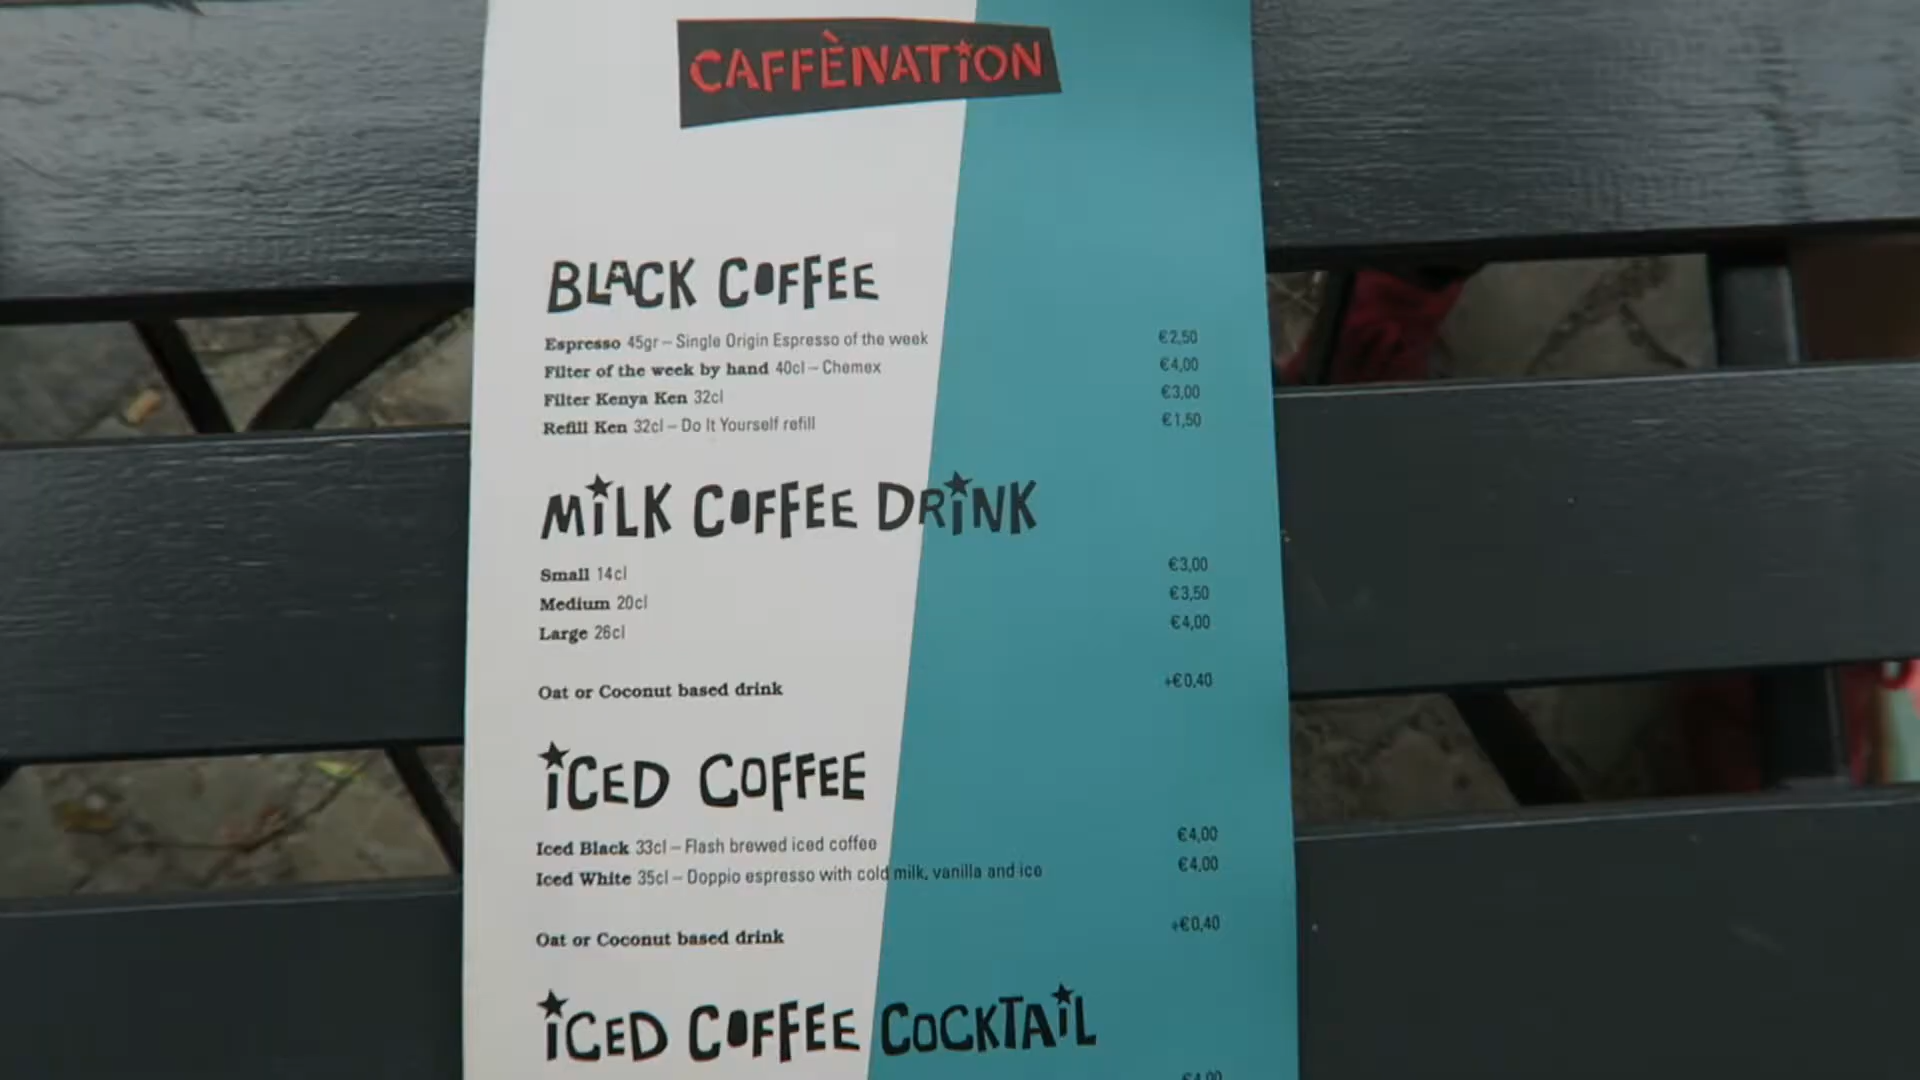 CAFFÈINATION
BLACK COFFEE
Espresso 45gr – Single Origin Espresso of the week €2,50
Filter of the week by hand 40cl – Chemex €4,00
Filter Kenya Ken 32cl €3,00
Refill Ken 32cl – Do It Yourself refill €1,50
MiLK COFFEE DRiNK
Small 14cl €3,00
Medium 20cl €3,50
Large 26cl €4,00
Oat or Coconut based drink +€0,40
iCED COFFEE
Iced Black 33cl – Flash brewed iced coffee €4,00
Iced White 35cl – Doppio espresso with cold milk, vanilla and ice €4,00
Oat or Coconut based drink +€0,40
iCED COFFEE COCKTAiL